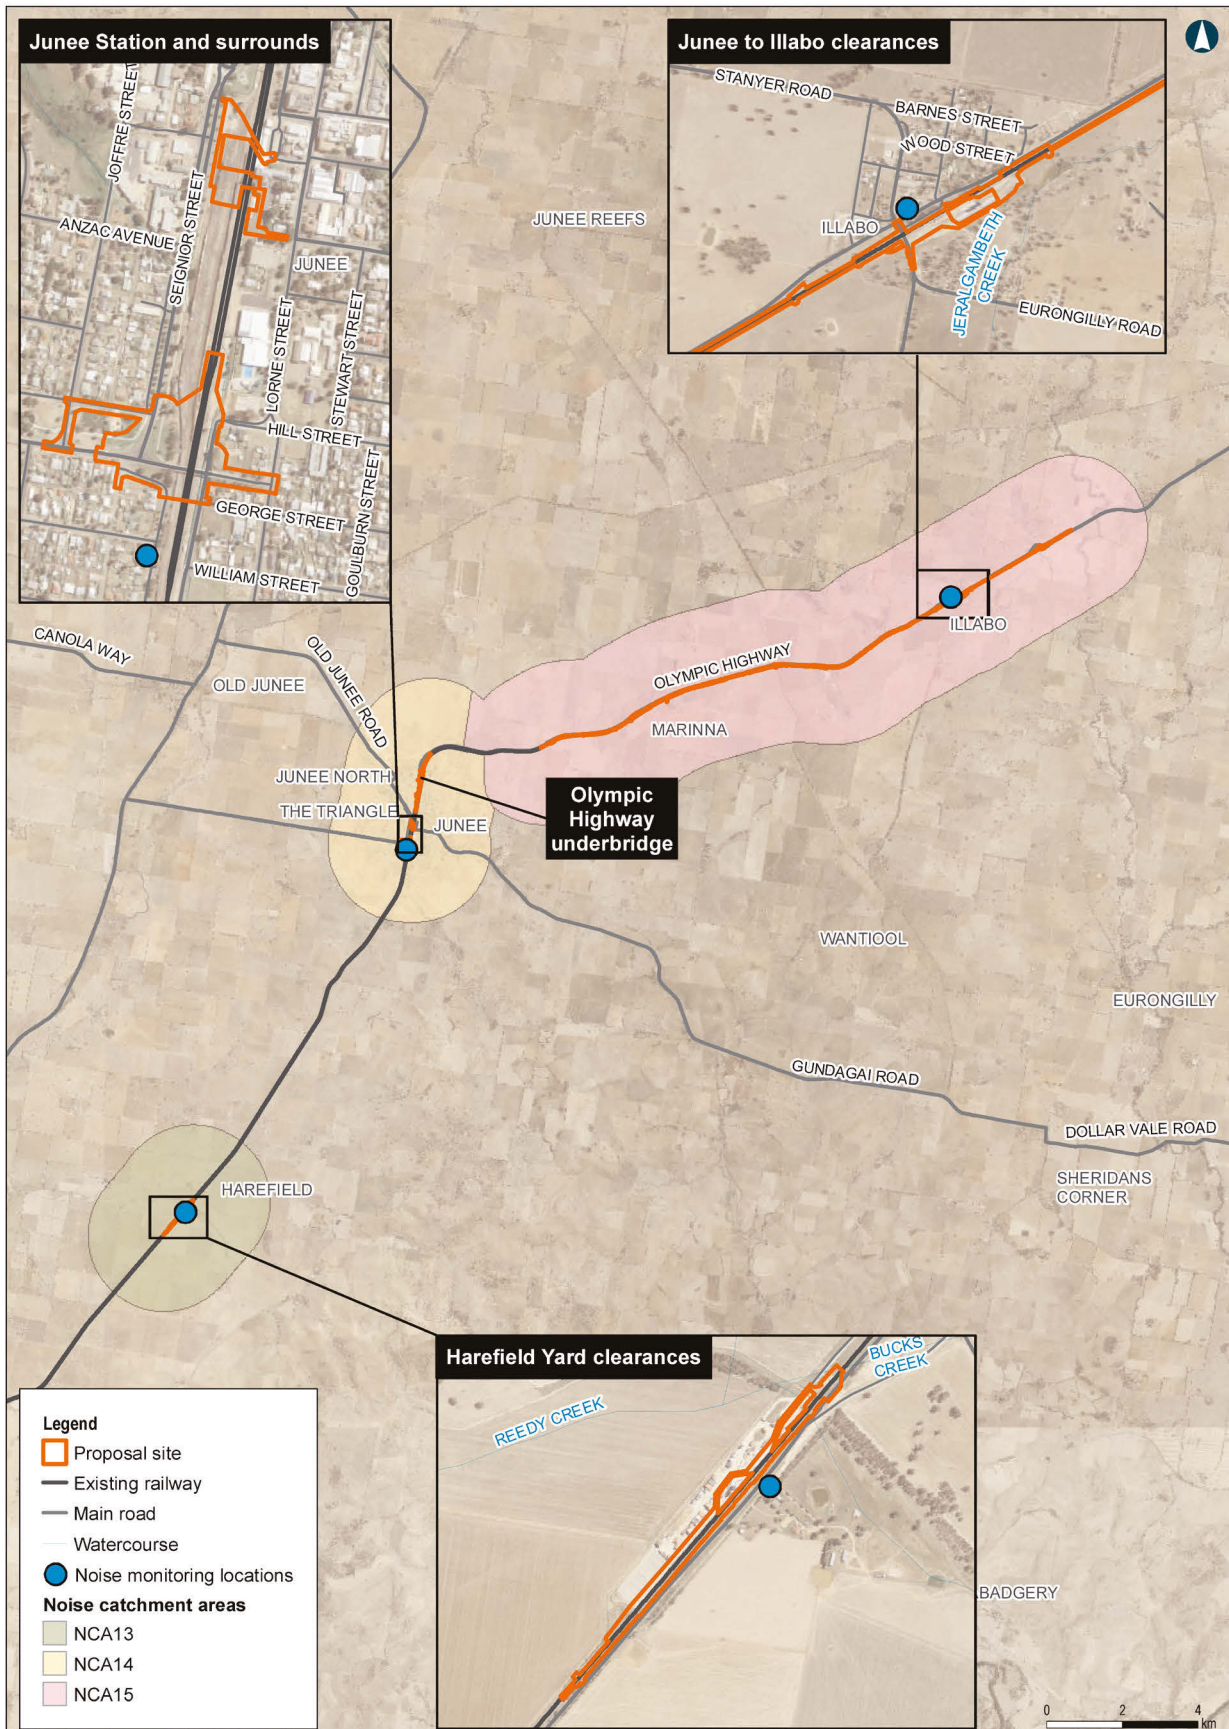 Junee Station and surrounds
JOFFRE STREET
ANZAC AVENUE
SEIGNIOR STREET
JUNEE
LORNE STREET
STEWART STREET
HILL STREET
GEORGE STREET
GOULBURN STREET
WILLIAM STREET
Junee to Illabo clearances
STANYER ROAD
BARNES STREET
WOOD STREET
ILLABO
JERALGAMBETH
CREEK
EURONGILLY ROAD
JUNEE REEFS
CANOLA WAY
OLD JUNEE
OLD JUNEE ROAD
ILLABO
OLYMPIC HIGHWAY
MARINNA
JUNEE NORTH
THE TRIANGLE
JUNEE
Olympic
Highway
underbridge
WANTIOOL
EURONGILLY
GUNDAGAI ROAD
DOLLAR VALE ROAD
SHERIDANS
CORNER
HAREFIELD
Harefield Yard clearances
BUCKS
CREEK
REEDY CREEK
ABADGERY
Legend
Proposal site
Existing railway
Main road
Watercourse
Noise monitoring locations
Noise catchment areas
NCA13
NCA14
NCA15
0 2 4
km